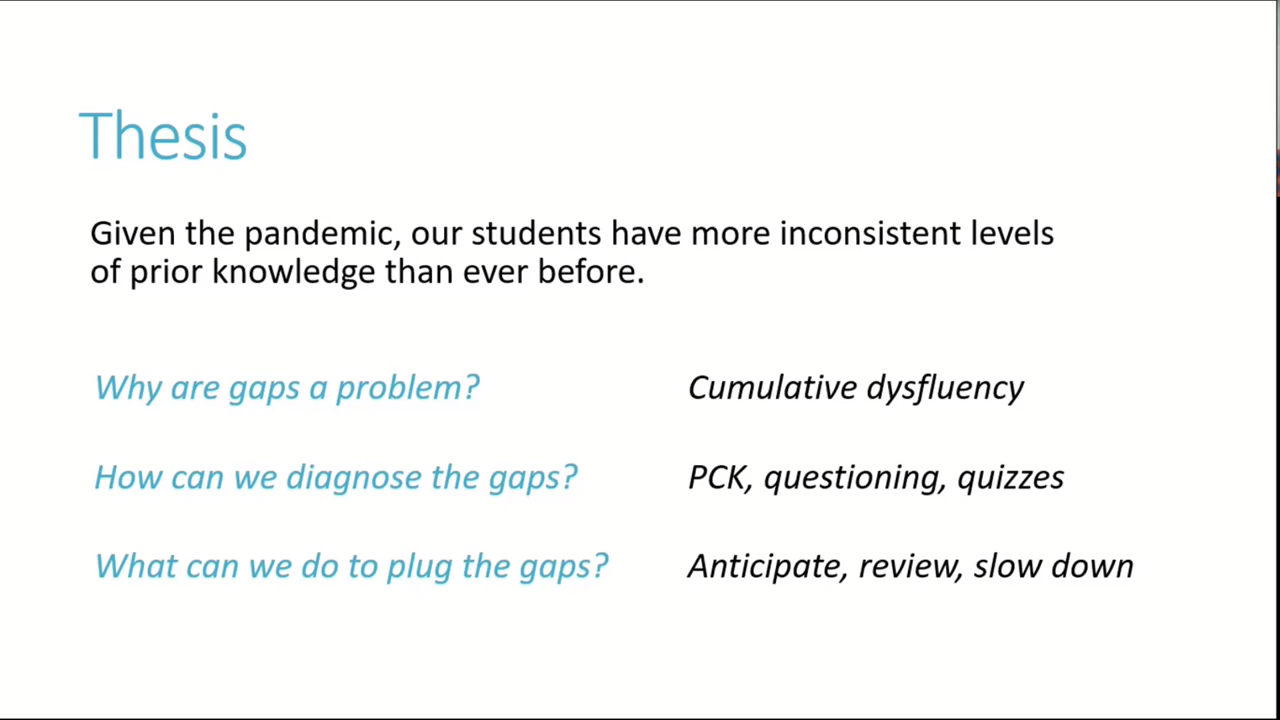 Thesis
Given the pandemic, our students have more inconsistent levels
of prior knowledge than ever before.
Why are gaps a problem? Cumulative dysfluency
How can we diagnose the gaps? PCK, questioning, quizzes
What can we do to plug the gaps? Anticipate, review, slow down